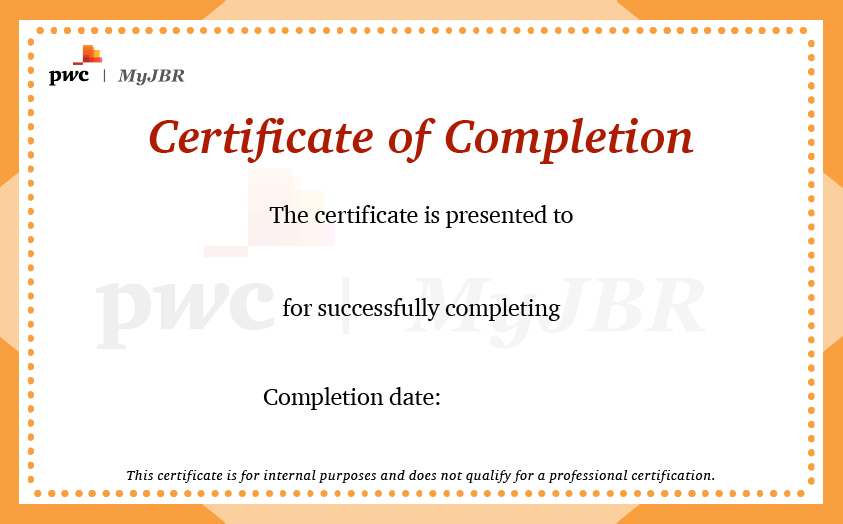 pwc | MyJBR
Certificate of Completion
The certificate is presented to
pwc | MyJBR
for successfully completing
Completion date:
This certificate is for internal purposes and does not qualify for a professional certification.